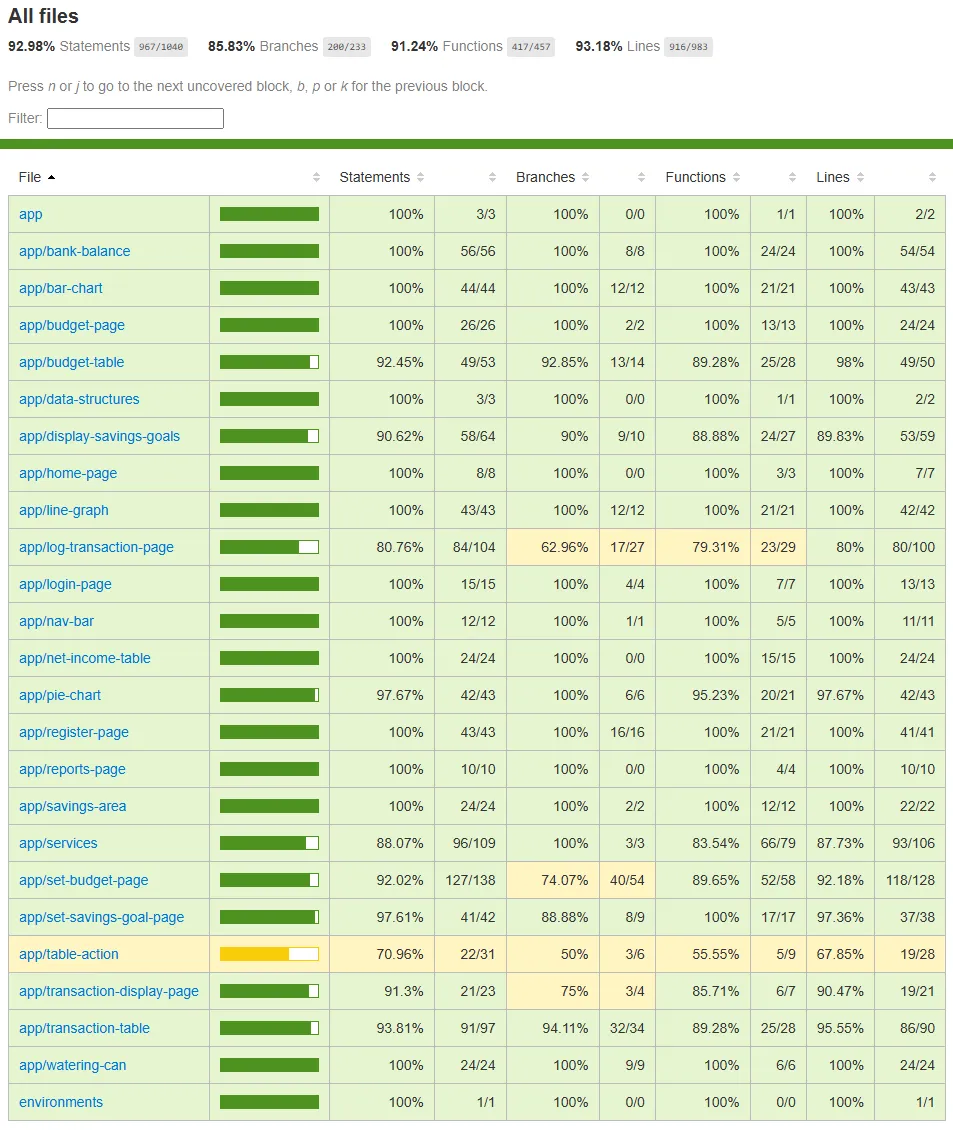 All files
92.98% Statements 967/1040 85.83% Branches 200/233 91.24% Functions 417/457 93.18% Lines 916/983
Press n or j to go to the next uncovered block, b, p or k for the previous block.
Filter:
File Statements Branches Functions Lines
app 100% 3/3 100% 0/0 100% 1/1 100% 2/2
app/bank-balance 100% 56/56 100% 8/8 100% 24/24 100% 54/54
app/bar-chart 100% 44/44 100% 12/12 100% 21/21 100% 43/43
app/budget-page 100% 26/26 100% 2/2 100% 13/13 100% 24/24
app/budget-table 92.45% 49/53 92.85% 13/14 89.28% 25/28 98% 49/50
app/data-structures 100% 3/3 100% 0/0 100% 1/1 100% 2/2
app/display-savings-goals 90.62% 58/64 90% 9/10 88.88% 24/27 89.83% 53/59
app/home-page 100% 8/8 100% 0/0 100% 3/3 100% 7/7
app/line-graph 100% 43/43 100% 12/12 100% 21/21 100% 42/42
app/log-transaction-page 80.76% 84/104 62.96% 17/27 79.31% 23/29 80% 80/100
app/login-page 100% 15/15 100% 4/4 100% 7/7 100% 13/13
app/nav-bar 100% 12/12 100% 1/1 100% 5/5 100% 11/11
app/net-income-table 100% 24/24 100% 0/0 100% 15/15 100% 24/24
app/pie-chart 97.67% 42/43 100% 6/6 95.23% 20/21 97.67% 42/43
app/register-page 100% 43/43 100% 16/16 100% 21/21 100% 41/41
app/reports-page 100% 10/10 100% 0/0 100% 4/4 100% 10/10
app/savings-area 100% 24/24 100% 2/2 100% 12/12 100% 22/22
app/services 88.07% 96/109 100% 3/3 83.54% 66/79 87.73% 93/106
app/set-budget-page 92.02% 127/138 74.07% 40/54 89.65% 52/58 92.18% 118/128
app/set-savings-goal-page 97.61% 41/42 88.88% 8/9 100% 17/17 97.36% 37/38
app/table-action 70.96% 22/31 50% 3/6 55.55% 5/9 67.85% 19/28
app/transaction-display-page 91.3% 21/23 75% 3/4 85.71% 6/7 90.47% 19/21
app/transaction-table 93.81% 91/97 94.11% 32/34 89.28% 25/28 95.55% 86/90
app/watering-can 100% 24/24 100% 9/9 100% 6/6 100% 24/24
environments 100% 1/1 100% 0/0 100% 0/0 100% 1/1